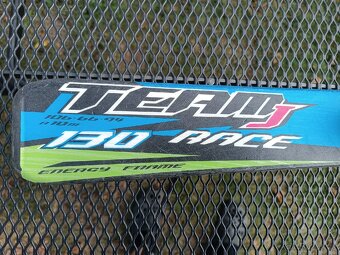 TEAM J
106-66-94
130 RACE
ENERGY FRAME